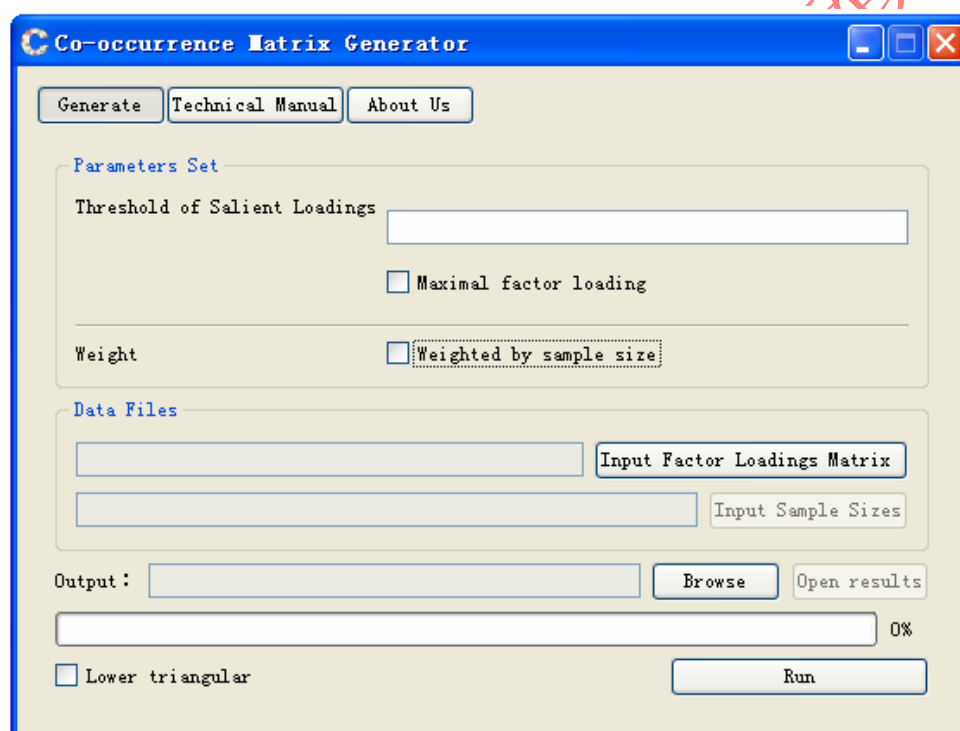 Co-occurrence Matrix Generator
Generate Technical Manual About Us
Parameters Set
Threshold of Salient Loadings
Maximal factor loading
Weight Weighted by sample size
Data Files
Input Factor Loadings Matrix
Input Sample Sizes
Output： Browse Open results
0%
Lower triangular Run